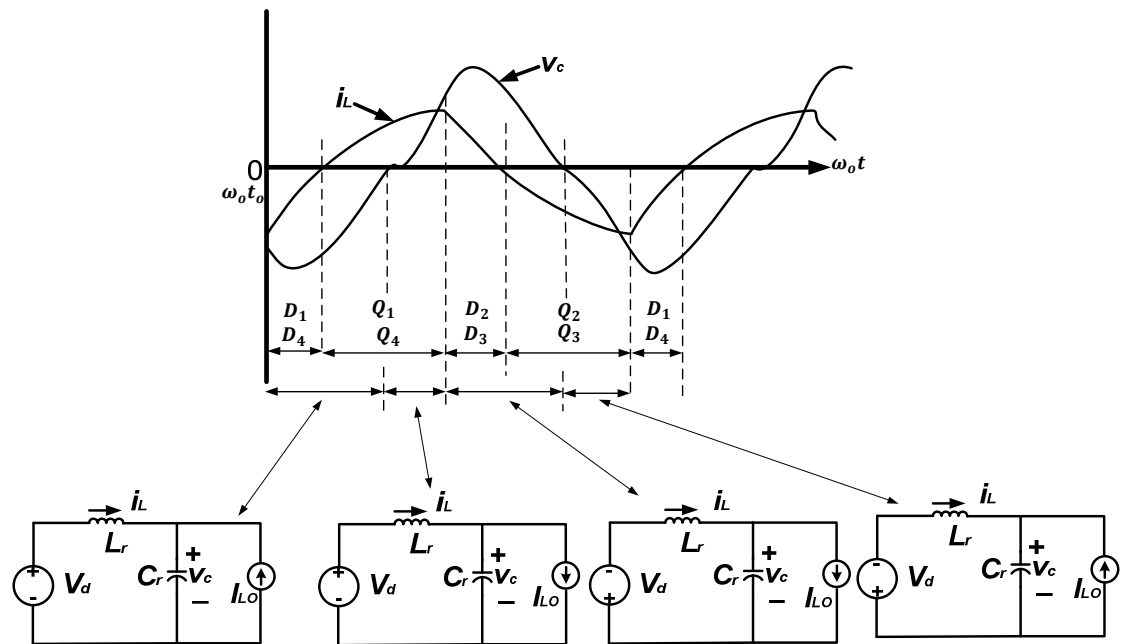 v_c
i_L
0
ω_o t
ω_o t_o
D_1 Q_1 D_2 Q_2 D_1
D_4 Q_4 D_3 Q_3 D_4
i_L i_L i_L i_L
L_r L_r L_r L_r
+ + + -
V_d C_r + v_c - I_LO
- 
+ V_d C_r + v_c - I_LO
-
- V_d C_r + v_c - I_LO
+
- V_d C_r + v_c - I_LO
+